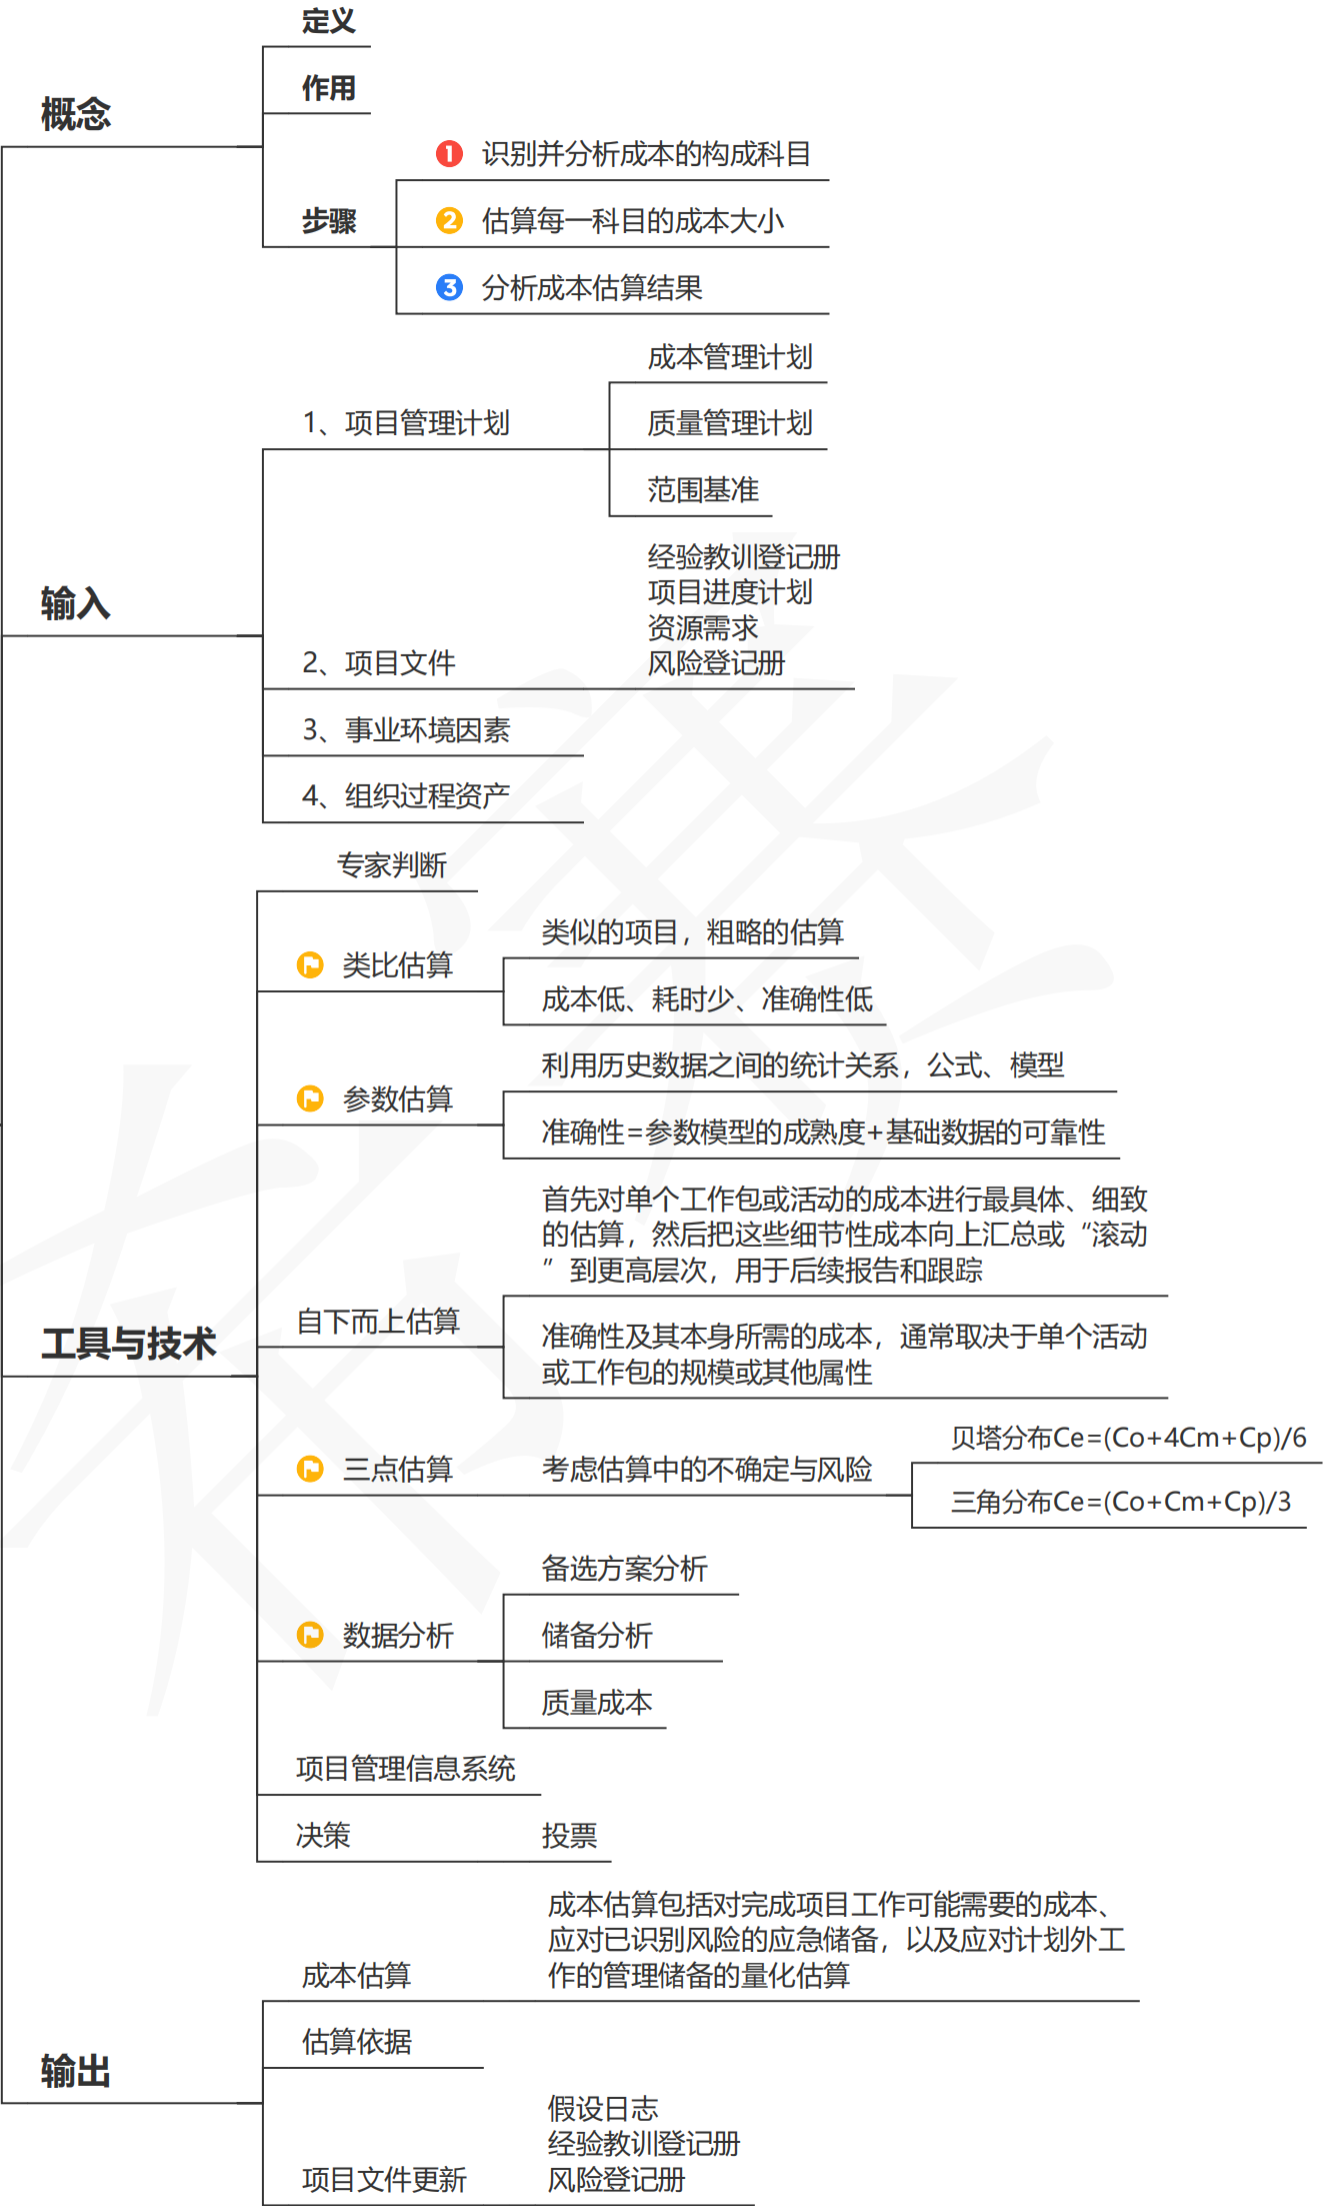 定义
作用
概念
1 识别并分析成本的构成科目
步骤
2 估算每一科目的成本大小
3 分析成本估算结果
成本管理计划
1、项目管理计划
质量管理计划
范围基准
输入
经验教训登记册
项目进度计划
资源需求
风险登记册
2、项目文件
3、事业环境因素
4、组织过程资产
专家判断
类比估算
类似的项目，粗略的估算
成本低、耗时少、准确性低
参数估算
利用历史数据之间的统计关系，公式、模型
准确性=参数模型的成熟度+基础数据的可靠性
工具与技术
自下而上估算
首先对单个工作包或活动的成本进行最具体、细致
的估算，然后把这些细节性成本向上汇总或“滚动
”到更高层次，用于后续报告和跟踪
准确性及其本身所需的成本，通常取决于单个活动
或工作包的规模或其他属性
三点估算
考虑估算中的不确定与风险
贝塔分布Ce=(Co+4Cm+Cp)/6
三角分布Ce=(Co+Cm+Cp)/3
数据分析
备选方案分析
储备分析
质量成本
项目管理信息系统
决策
投票
输出
成本估算
成本估算包括对完成项目工作可能需要的成本、
应对已识别风险的应急储备，以及应对计划外工
作的管理储备的量化估算
估算依据
项目文件更新
假设日志
经验教训登记册
风险登记册